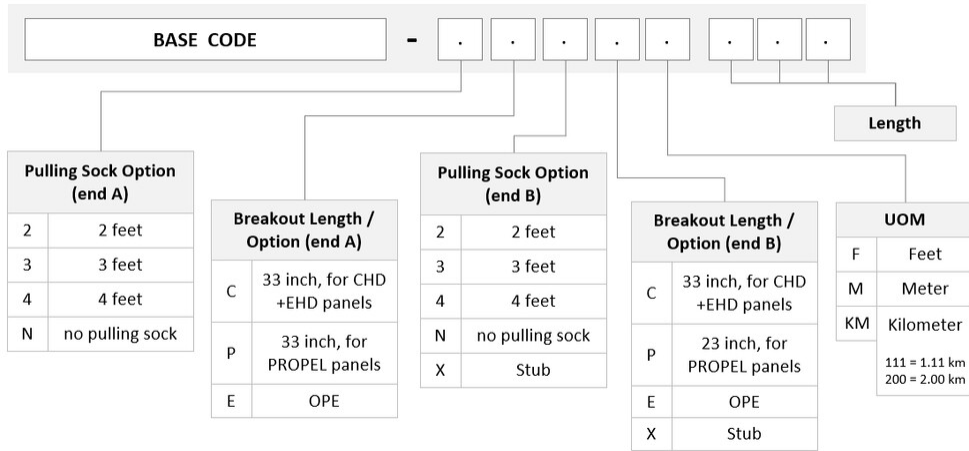 BASE CODE - . . . . . . . .
Length
Pulling Sock Option
(end A)
2 2 feet
3 3 feet
4 4 feet
N no pulling sock
Breakout Length /
Option (end A)
C 33 inch, for CHD
+EHD panels
P 33 inch, for
PROPEL panels
E OPE
Pulling Sock Option
(end B)
2 2 feet
3 3 feet
4 4 feet
N no pulling sock
X Stub
Breakout Length /
Option (end B)
C 33 inch, for CHD
+EHD panels
P 23 inch, for
PROPEL panels
E OPE
X Stub
UOM
F Feet
M Meter
KM Kilometer
111 = 1.11 km
200 = 2.00 km